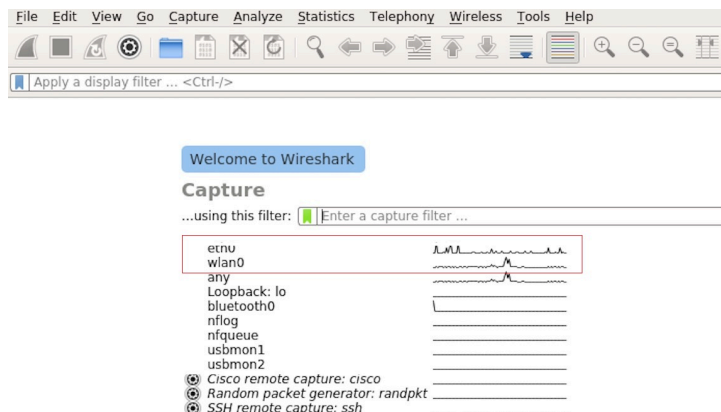 File Edit View Go Capture Analyze Statistics Telephony Wireless Tools Help
Apply a display filter ... <Ctrl-/>
Welcome to Wireshark
Capture
...using this filter: Enter a capture filter ...
eth0
wlan0
any
Loopback: lo
bluetooth0
nflog
nfqueue
usbmon1
usbmon2
Cisco remote capture: cisco
Random packet generator: randpkt
SSH remote capture: ssh